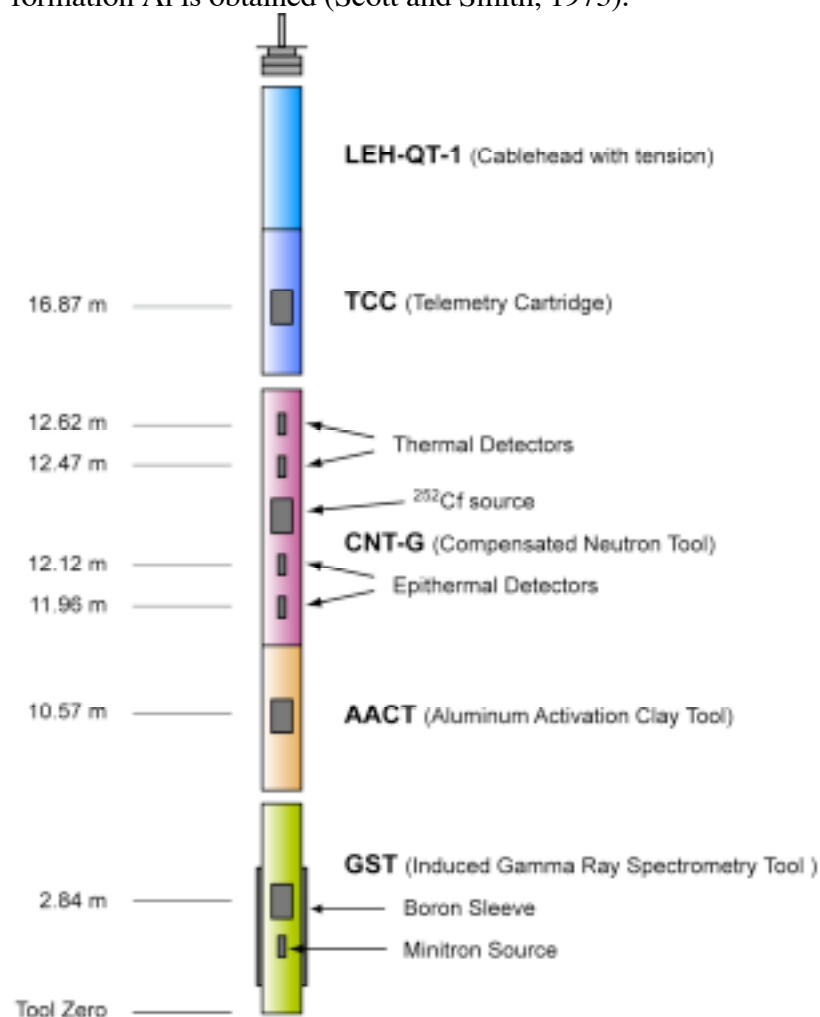 formation Al is obtained (Scott and Smith, 1973).
LEH-QT-1 (Cablehead with tension)
16.87 m
TCC (Telemetry Cartridge)
12.62 m
Thermal Detectors
12.47 m
252Cf source
CNT-G (Compensated Neutron Tool)
12.12 m
Epithermal Detectors
11.96 m
10.57 m
AACT (Aluminum Activation Clay Tool)
GST (Induced Gamma Ray Spectrometry Tool )
2.84 m
Boron Sleeve
Minitron Source
Tool Zero